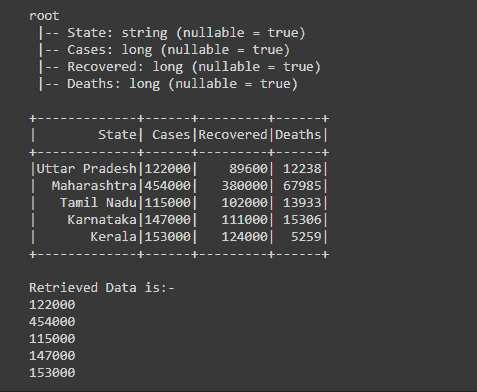 root
 |-- State: string (nullable = true)
 |-- Cases: long (nullable = true)
 |-- Recovered: long (nullable = true)
 |-- Deaths: long (nullable = true)

+-------------+------+---------+------+
|        State| Cases|Recovered|Deaths|
+-------------+------+---------+------+
|Uttar Pradesh|122000|    89600| 12238|
|  Maharashtra|454000|   380000| 67985|
|   Tamil Nadu|115000|   102000| 13933|
|    Karnataka|147000|   111000| 15306|
|       Kerala|153000|   124000|  5259|
+-------------+------+---------+------+

Retrieved Data is:-
122000
454000
115000
147000
153000